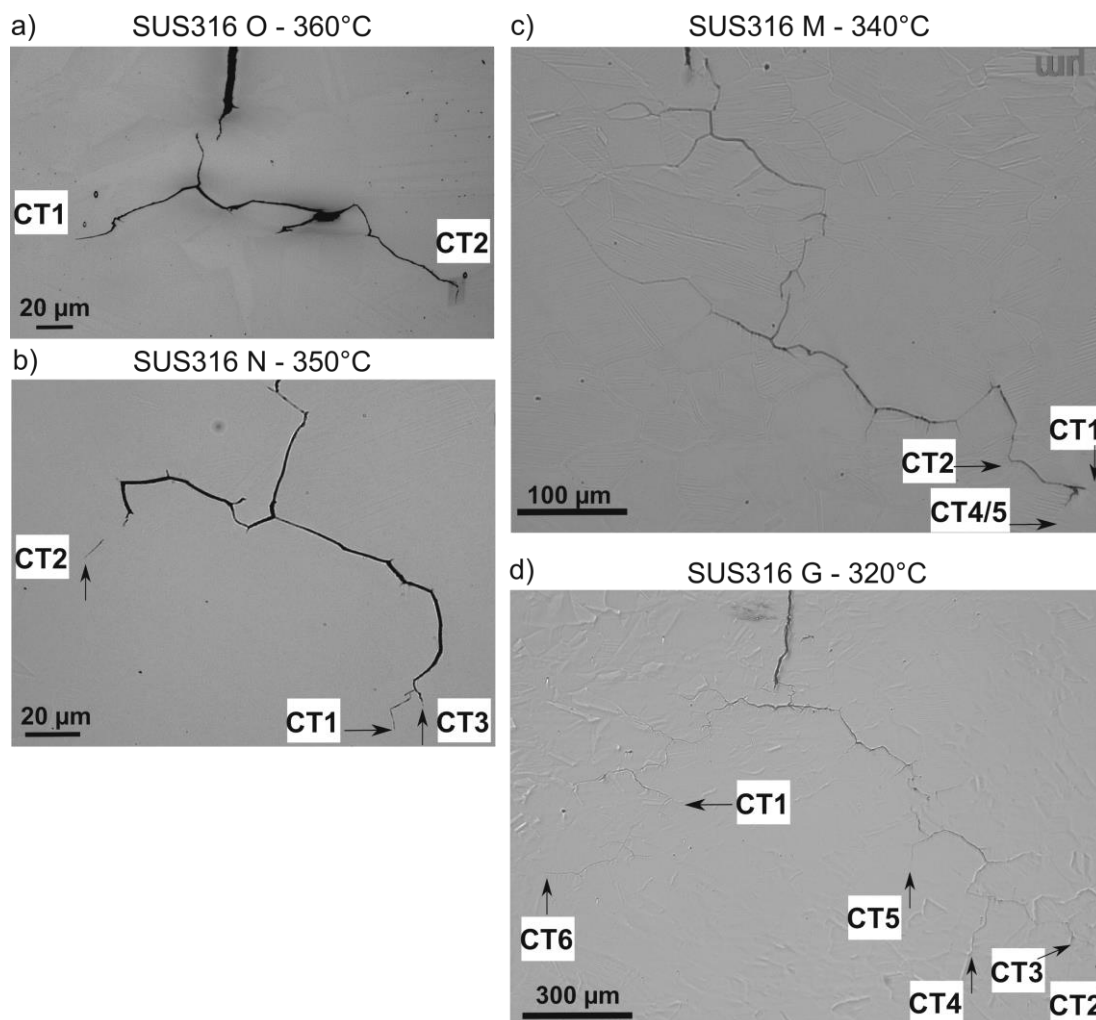 a) SUS316 O - 360°C
CT1
CT2
20 µm
b) SUS316 N - 350°C
CT2
CT1
CT3
20 µm
c) SUS316 M - 340°C
CT1
CT2
CT4/5
100 µm
d) SUS316 G - 320°C
CT1
CT6
CT5
CT4
CT3
CT2
300 µm